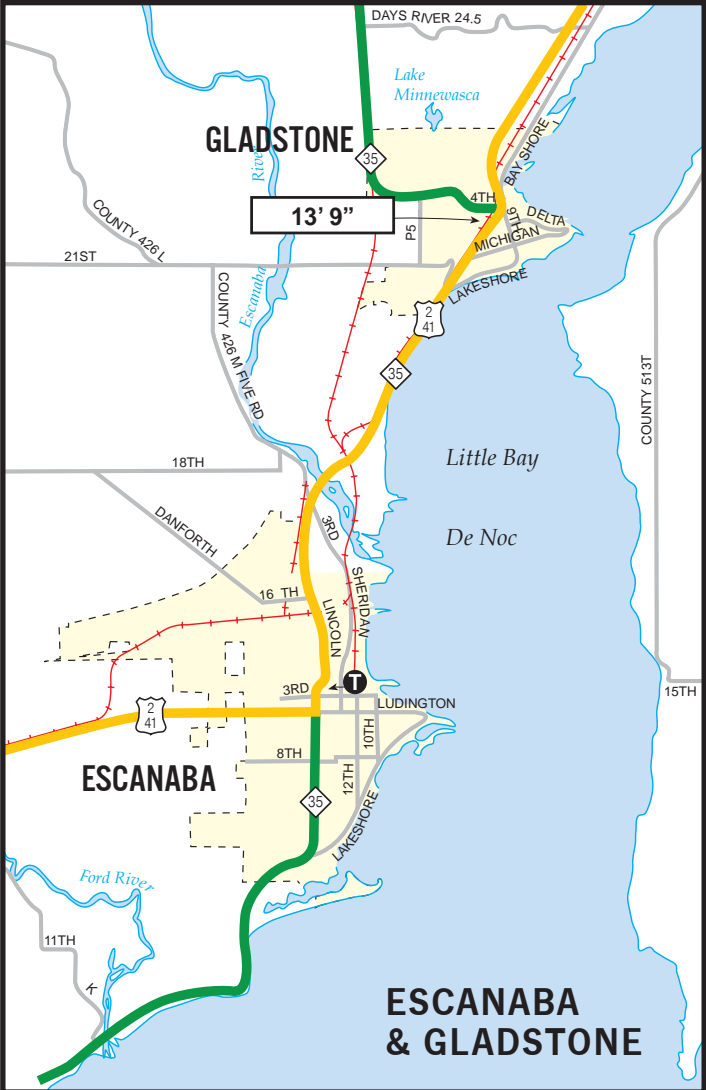 DAYS RIVER 24.5
Lake
Minnewasca
GLADSTONE
35
River
BAY SHORE
4TH
13' 9”
9TH
DELTA
P5
MICHIGAN
COUNTY 426 L
21ST
LAKESHORE
Escanaba
COUNTY 426 M FIVE RD
2
41
35
COUNTY 513T
Little Bay
18TH
De Noc
DANFORTH
3RD
SHERIDAN
16 TH
LINCOLN
T
3RD
15TH
LUDINGTON
2
41
10TH
8TH
ESCANABA
12TH
35
LAKESHORE
Ford River
11TH
K
ESCANABA
& GLADSTONE